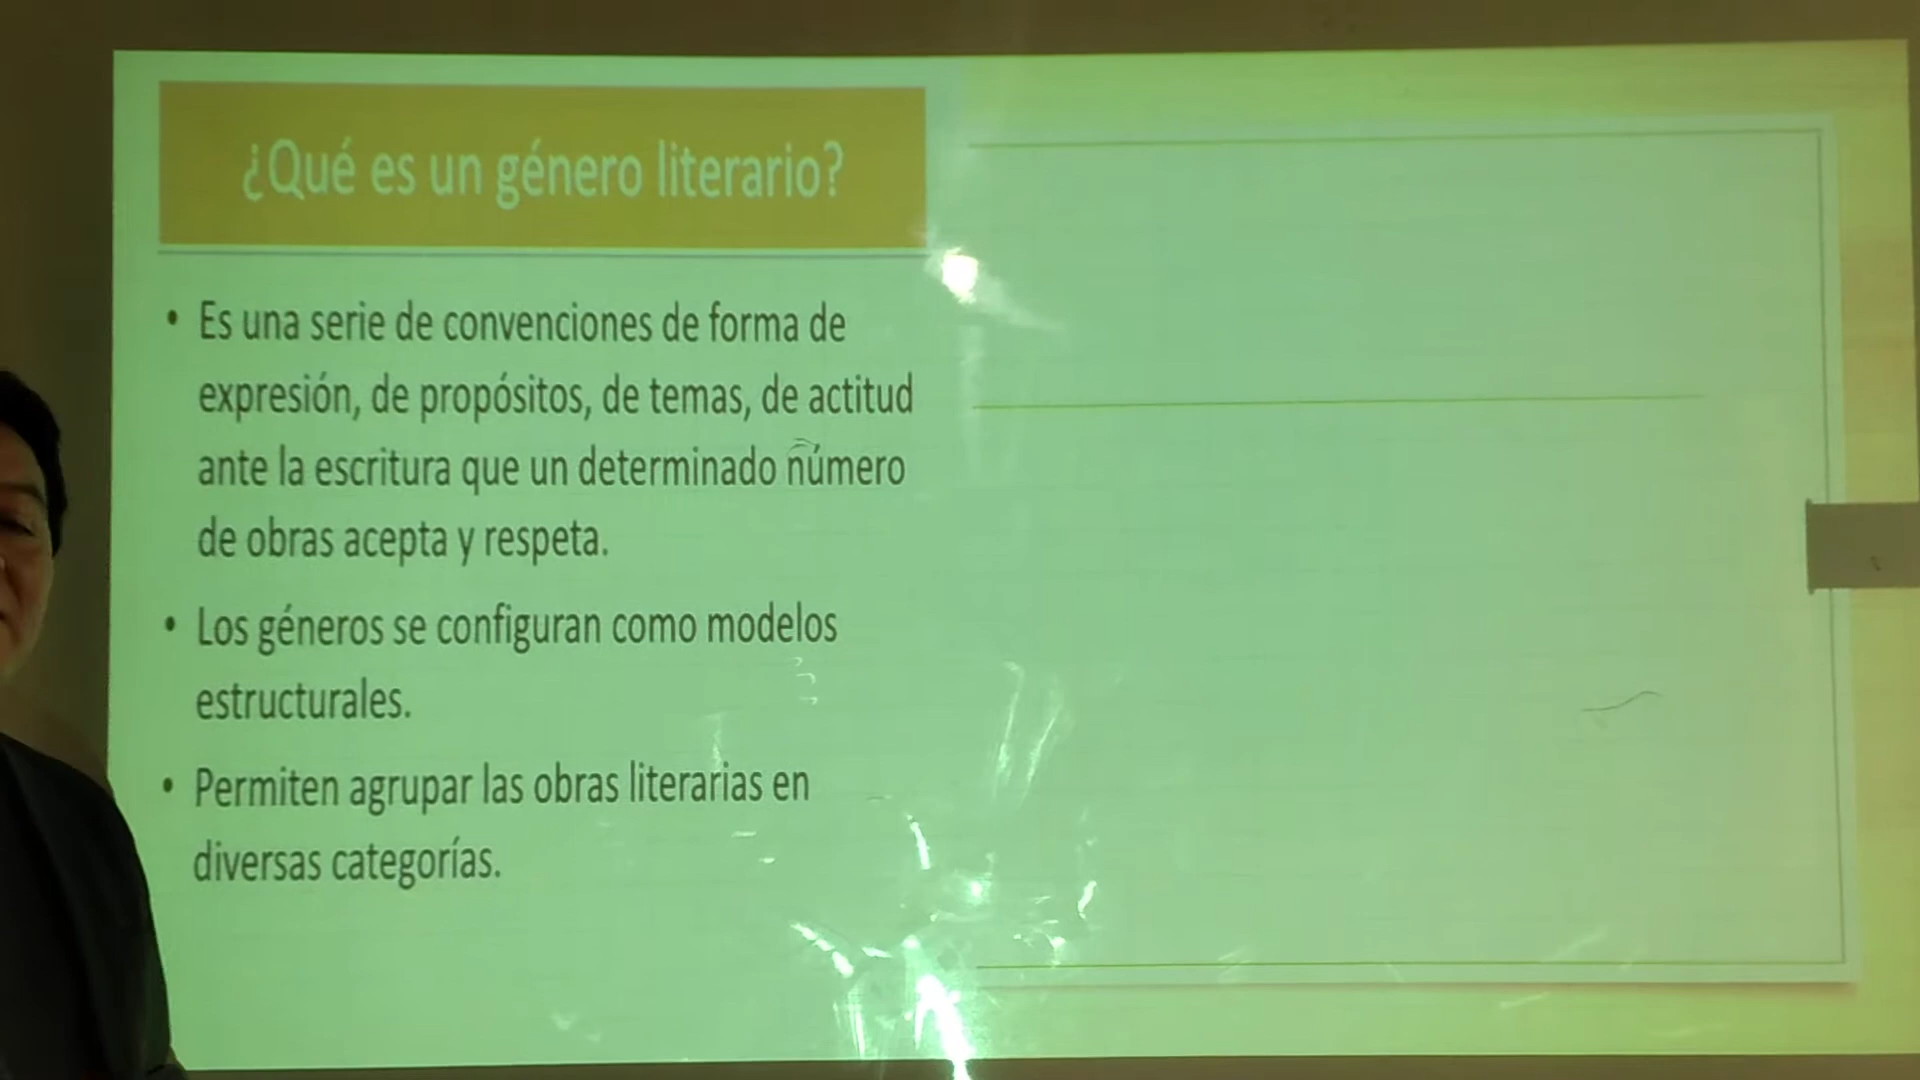 ¿Qué es un género literario?
• Es una serie de convenciones de forma de
expresión, de propósitos, de temas, de actitud
ante la escritura que un determinado número
de obras acepta y respeta.
• Los géneros se configuran como modelos
estructurales.
• Permiten agrupar las obras literarias en
diversas categorías.